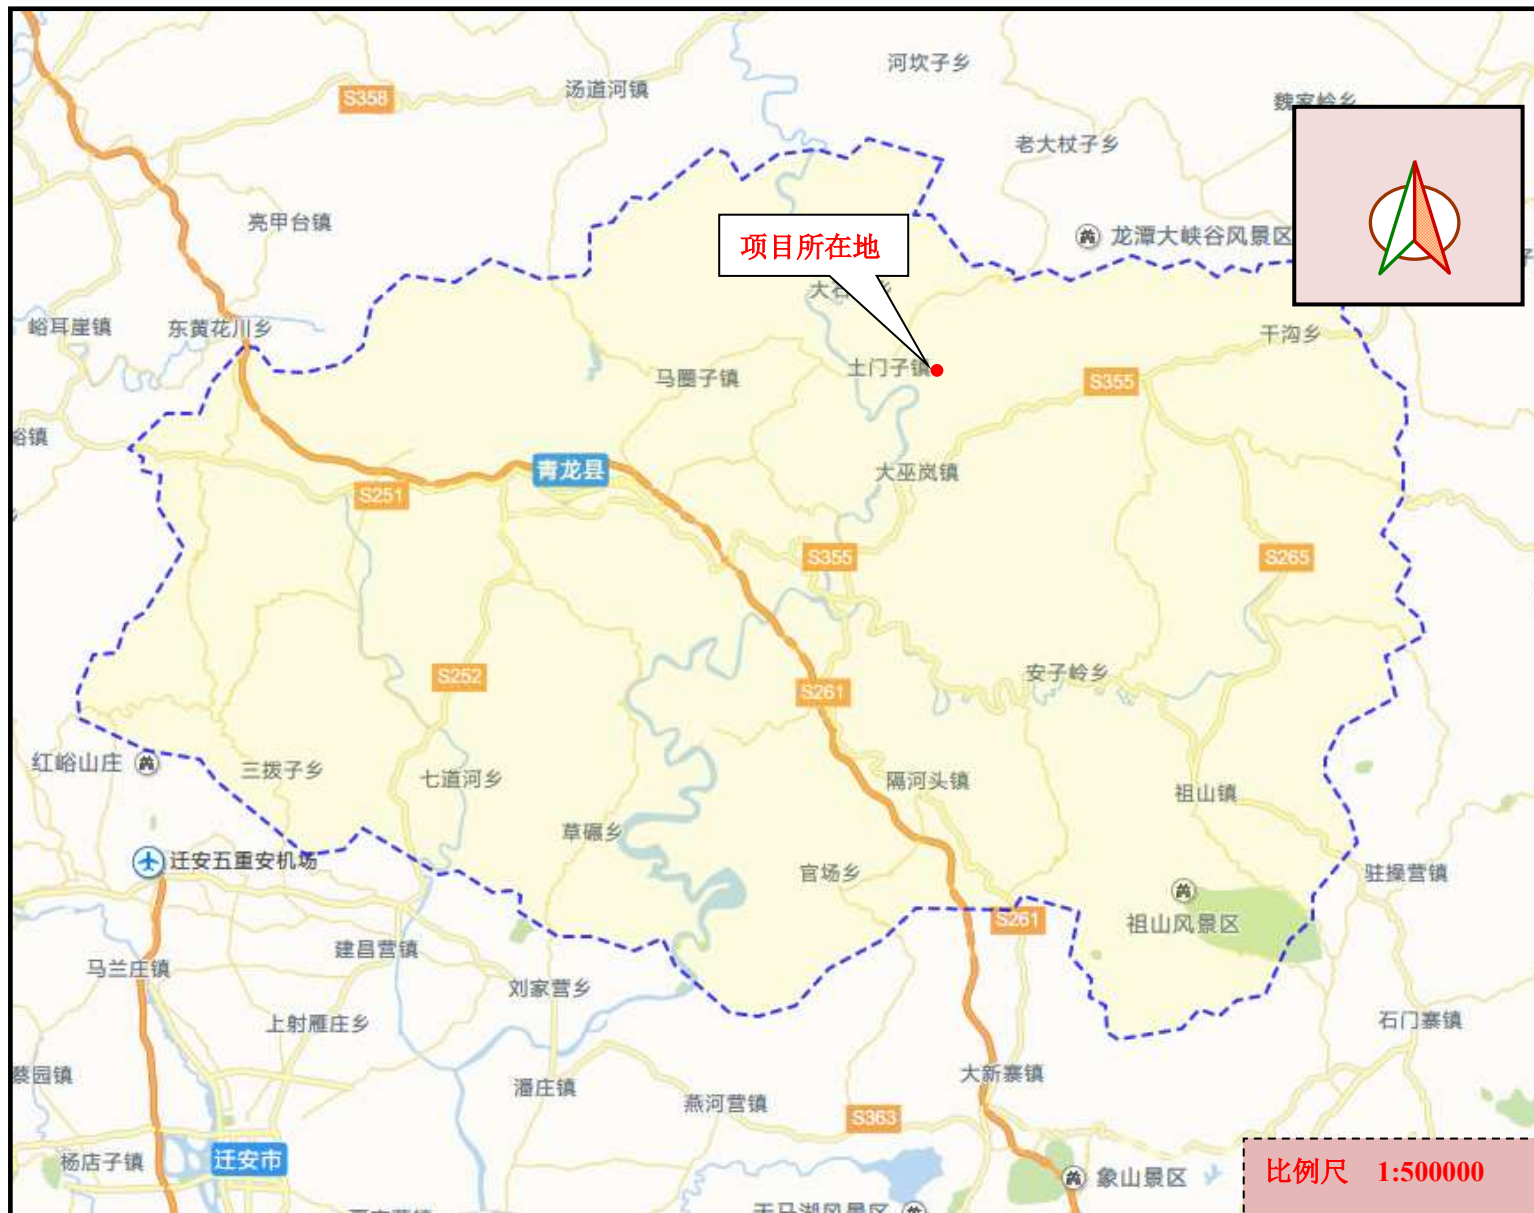 河坎子乡
汤道河镇
S358
魏家岭乡
老大杖子乡
亮甲台镇
龙潭大峡谷风景区
项目所在地
峪耳崖镇
东黄花川乡
干沟乡
土门子镇
马圈子镇
S355
峪镇
青龙县
大巫岚镇
S251
S355
S265
安子岭乡
S252
S261
红峪山庄
三拨子乡
七道河乡
隔河头镇
祖山镇
草碾乡
迁安五重安机场
官场乡
驻操营镇
S261
祖山风景区
建昌营镇
马兰庄镇
刘家营乡
上射雁庄乡
石门寨镇
蔡园镇
大新寨镇
潘庄镇
燕河营镇
S363
杨店子镇
迁安市
象山景区
比例尺 1:500000
天马湖风景区